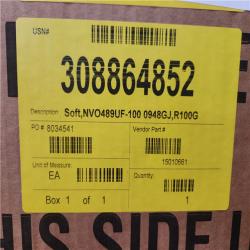 USN#
308864852
Description: Soft,NVO489UF-100 0948GJ,R100G
PO # 8034541
Vendor Part #
15010661
Unit of Measure:
EA
Quantity:
1
Box 1 of 1
HIS SIDE